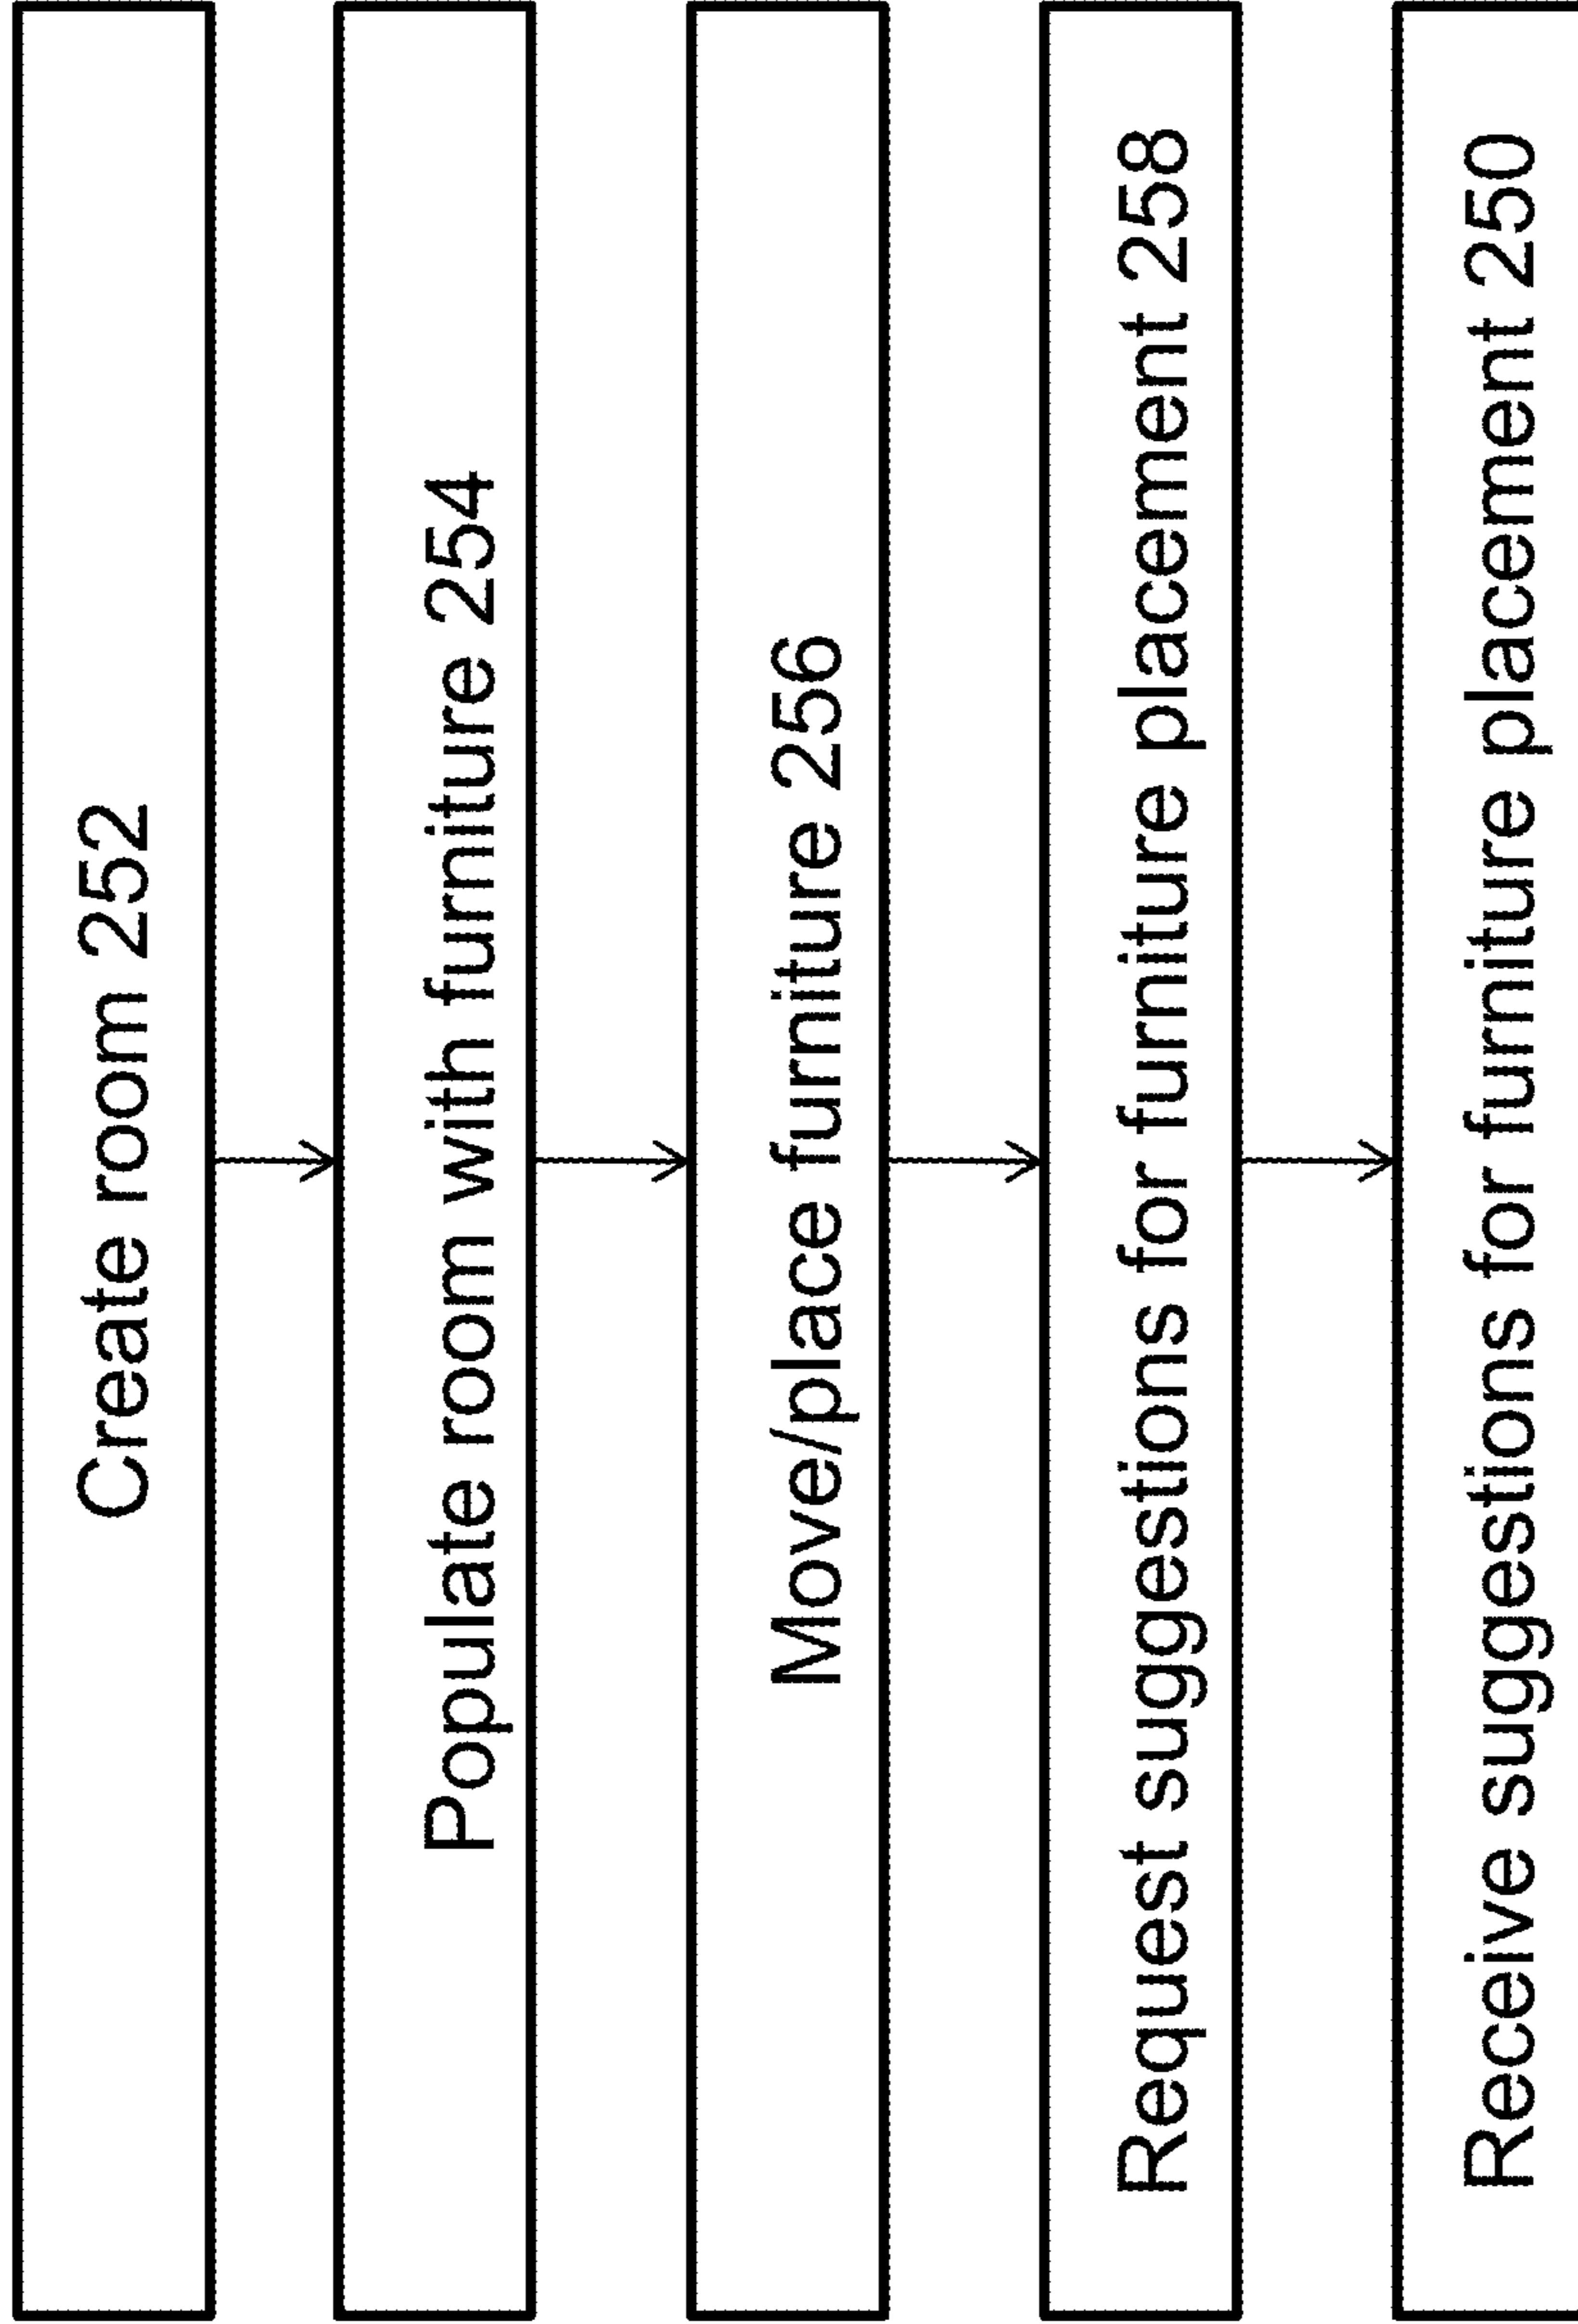 Create room 252
Populate room with furniture 254
Move/place furniture 256
Request suggestions for furniture placement 258
Receive suggestions for furniture placement 250